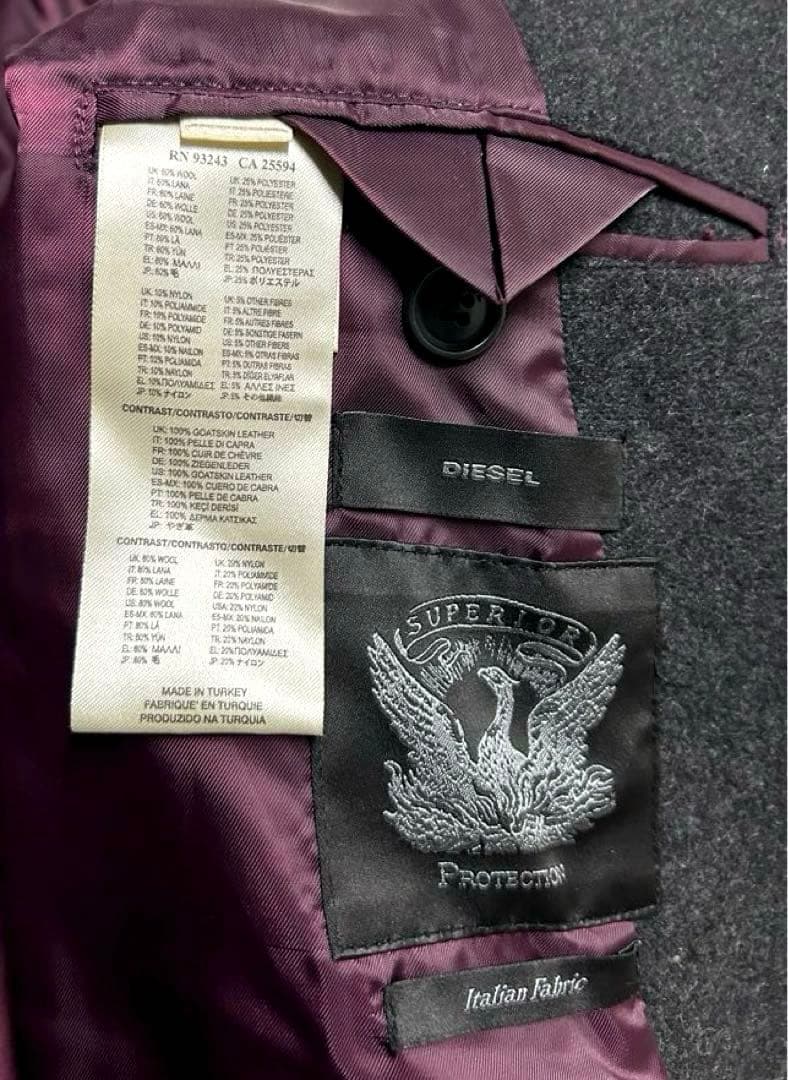 RN 93243 CA 25594
UK: 60% WOOL
IT: 60% LANA
FR: 60% LAINE
DE: 60% WOLLE
US: 60% WOOL
ES-MX: 60% LANA
PT: 60% LÃ
TR: 60% YÜN
EL: 60% ΜΑΛΛΙ
JP: 60% 毛
UK: 25% POLYESTER
IT: 25% POLIESTERE
FR: 25% POLYESTER
DE: 25% POLYESTER
US: 25% POLYESTER
ES-MX: 25% POLIÉSTER
PT: 25% POLIÉSTER
TR: 25% POLYESTER
EL: 25% ΠΟΛΥΕΣΤΕΡΑΣ
JP: 25% ポリエステル
UK: 10% NYLON
IT: 10% POLIAMMIDE
FR: 10% POLYAMIDE
DE: 10% POLYAMID
US: 10% NYLON
ES-MX: 10% NAILON
PT: 10% POLIAMIDA
TR: 10% NAYLON
EL: 10% ΠΟΛΥΑΜΙΔΕΣ
JP: 10% ナイロン
UK: 5% OTHER FIBRES
IT: 5% ALTRE FIBRE
FR: 5% AUTRES FIBRES
DE: 5% SONSTIGE FASERN
US: 5% OTHER FIBERS
ES-MX: 5% OTRAS FIBRAS
PT: 5% OUTRAS FIBRAS
TR: 5% DİĞER ELYAFLAR
EL: 5% ΑΛΛΕΣ ΙΝΕΣ
JP: 5% その他繊維
CONTRAST/CONTRASTO/CONTRASTE/切替
UK: 100% GOATSKIN LEATHER
IT: 100% PELLE DI CAPRA
FR: 100% CUIR DE CHÈVRE
DE: 100% ZIEGENLEDER
US: 100% GOATSKIN LEATHER
ES-MX: 100% CUERO DE CABRA
PT: 100% PELLE DE CABRA
TR: 100% KEÇİ DERİSİ
EL: 100% ΔΕΡΜΑ ΚΑΤΣΙΚΑΣ
JP: やぎ革
CONTRAST/CONTRASTO/CONTRASTE/切替
UK: 80% WOOL
IT: 80% LANA
FR: 80% LAINE
DE: 80% WOLLE
US: 80% WOOL
ES-MX: 80% LANA
PT: 80% LÃ
TR: 80% YÜN
EL: 80% ΜΑΛΛΙ
JP: 80% 毛
UK: 20% NYLON
IT: 20% POLIAMMIDE
FR: 20% POLYAMIDE
DE: 20% POLYAMID
USA: 20% NYLON
ES-MX: 20% NAILON
PT: 20% POLIAMIDA
TR: 20% NAYLON
EL: 20% ΠΟΛΥΑΜΙΔΕΣ
JP: 20% ナイロン
MADE IN TURKEY
FABRIQUE' EN TURQUIE
PRODUZIDO NA TURQUIA
DIESEL
SUPERIOR
PROTECTION
Italian Fabric